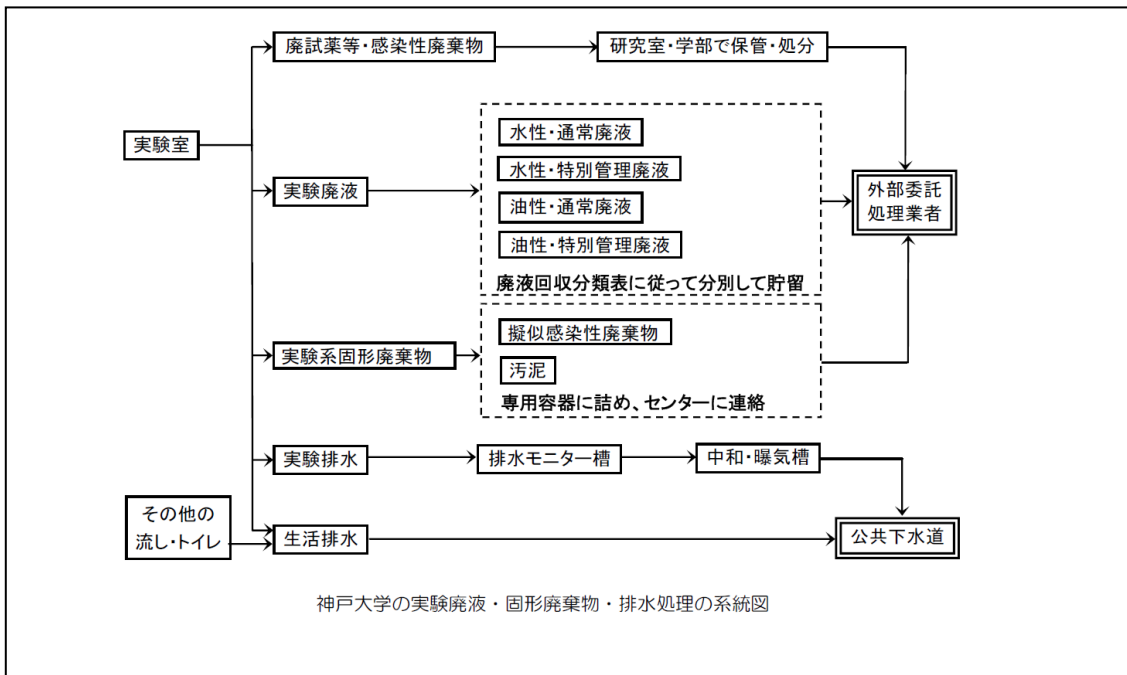 廃試薬等・感染性廃棄物
研究室・学部で保管・処分
実験室
実験廃液
水性・通常廃液
水性・特別管理廃液
油性・通常廃液
油性・特別管理廃液
廃液回収分類表に従って分別して貯留
外部委託
処理業者
実験系固形廃棄物
擬似感染性廃棄物
汚泥
専用容器に詰め、センターに連絡
実験排水
排水モニター槽
中和・曝気槽
その他の
流し・トイレ
生活排水
公共下水道
神戸大学の実験廃液・固形廃棄物・排水処理の系統図